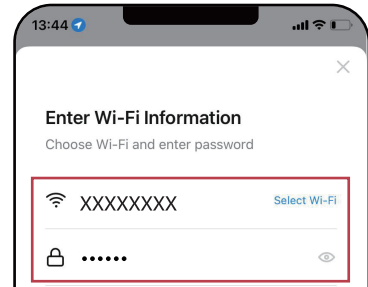 13:44
Enter Wi-Fi Information
Choose Wi-Fi and enter password
XXXXXXXX Select Wi-Fi
••••••